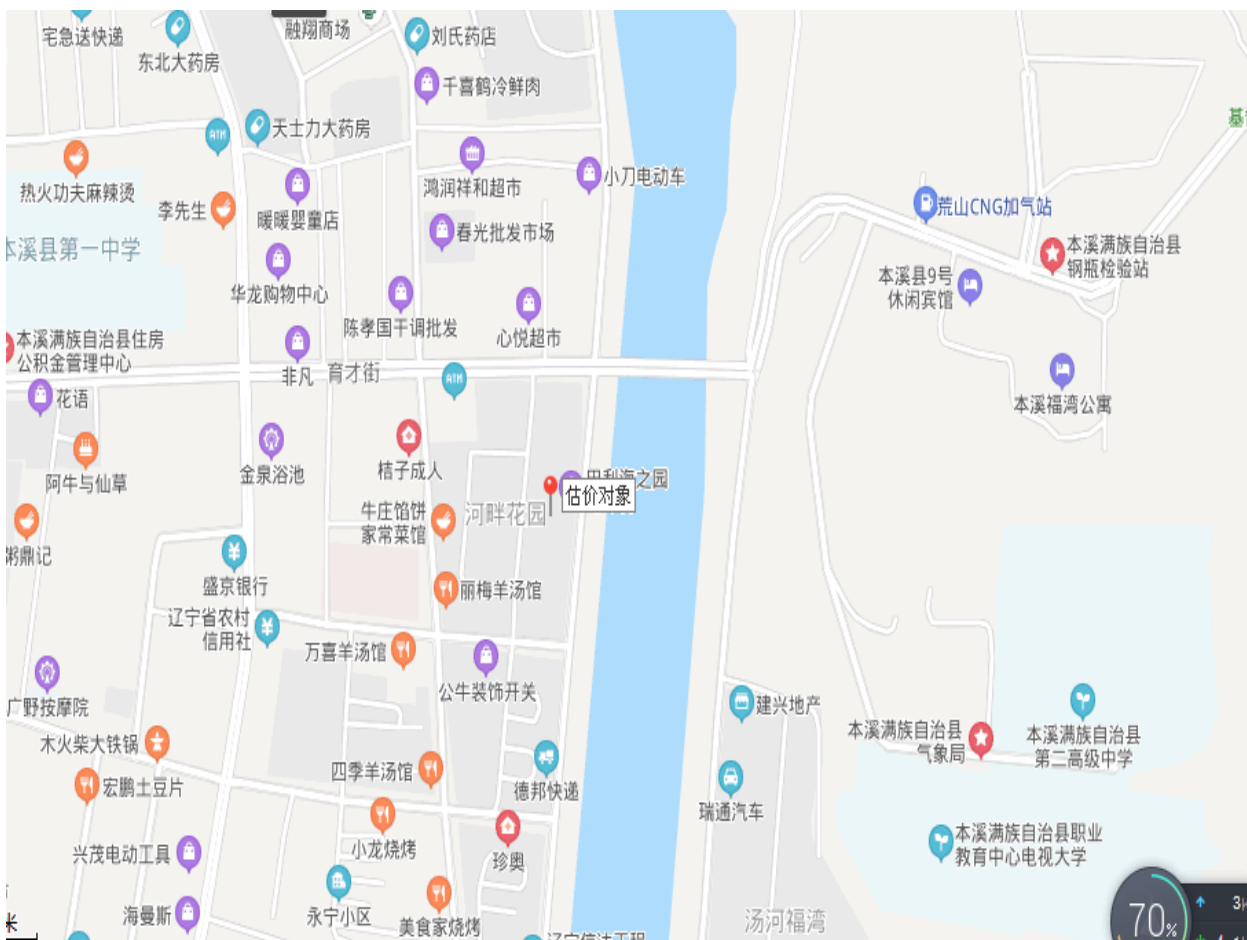 宅急送快递
东北大药房
融翔商场
刘氏药店
千喜鹤冷鲜肉
基
ATM
天士力大药房
热火功夫麻辣烫
李先生
暖暖婴童店
鸿润祥和超市
小刀电动车
荒山CNG加气站
本溪县第一中学
春光批发市场
本溪满族自治县
钢瓶检验站
华龙购物中心
陈孝国干调批发
心悦超市
本溪县9号
休闲宾馆
本溪满族自治县住房
公积金管理中心
非凡
育才街
ATM
花语
本溪福湾公寓
阿牛与仙草
金泉浴池
桔子成人
之园
估价对象
河畔花园
牛庄馅饼
家常菜馆
粥鼎记
盛京银行
丽梅羊汤馆
辽宁省农村
信用社
万喜羊汤馆
公牛装饰开关
广野按摩院
木火柴大铁锅
建兴地产
本溪满族自治县
气象局
本溪满族自治县
第二高级中学
宏鹏土豆片
四季羊汤馆
德邦快递
瑞通汽车
小龙烧烤
珍奥
兴茂电动工具
本溪满族自治县职业
教育中心电视大学
海曼斯
永宁小区
美食家烧烤
汤河福湾
米
70%